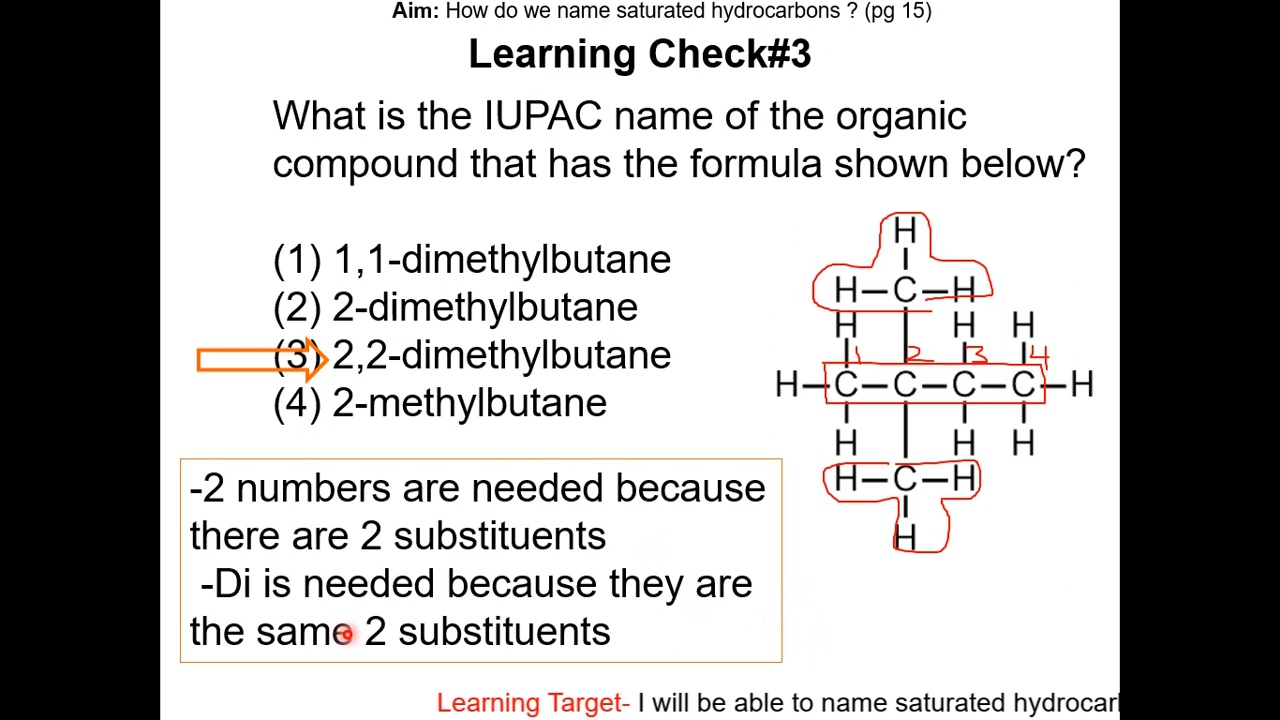 Aim: How do we name saturated hydrocarbons ? (pg 15)
Learning Check#3
What is the IUPAC name of the organic
compound that has the formula shown below?
(1) 1,1-dimethylbutane
(2) 2-dimethylbutane
(3) 2,2-dimethylbutane
(4) 2-methylbutane
H
H–C–H
H H H
1 2 3 4
H–C–C–C–C–H
H H H
H–C–H
H
-2 numbers are needed because
there are 2 substituents
-Di is needed because they are
the same 2 substituents
Learning Target- I will be able to name saturated hydrocar